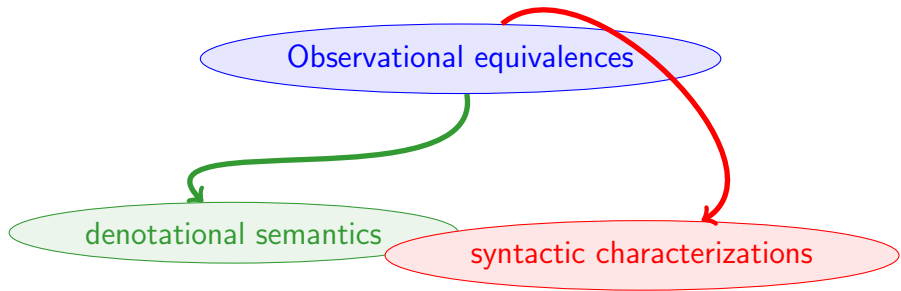 Observational equivalences
denotational semantics
syntactic characterizations